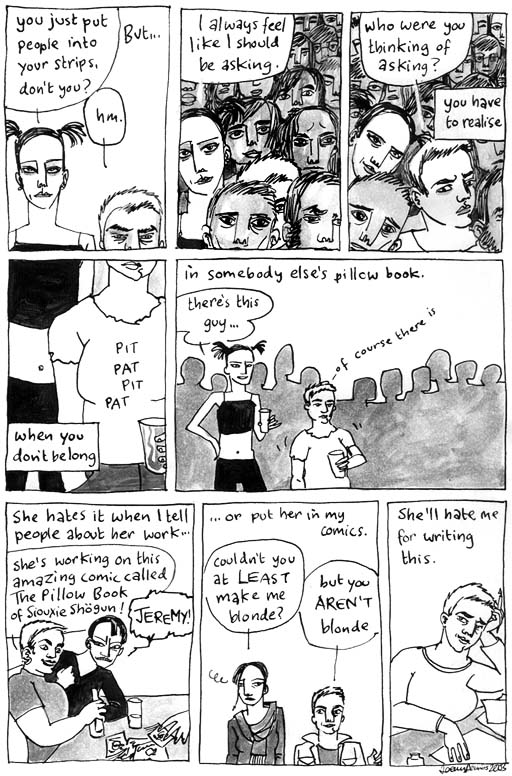 you just put
people into
your strips,
don't you?
But...
hm.
I always feel
like I should
be asking.
who were you
thinking of
asking?
you have
to realise
when you
don't belong
PIT
PAT
PIT
PAT
in somebody else's pillow book.
there's this
guy...
of course there is
She hates it when I tell
people about her work...
She's working on this
amazing comic called
The Pillow Book
of Siouxie Shōgun!
JEREMY!
...or put her in my
comics.
couldn't you
at LEAST
make me
blonde?
but you
AREN'T
blonde
She'll hate me
for writing
this.